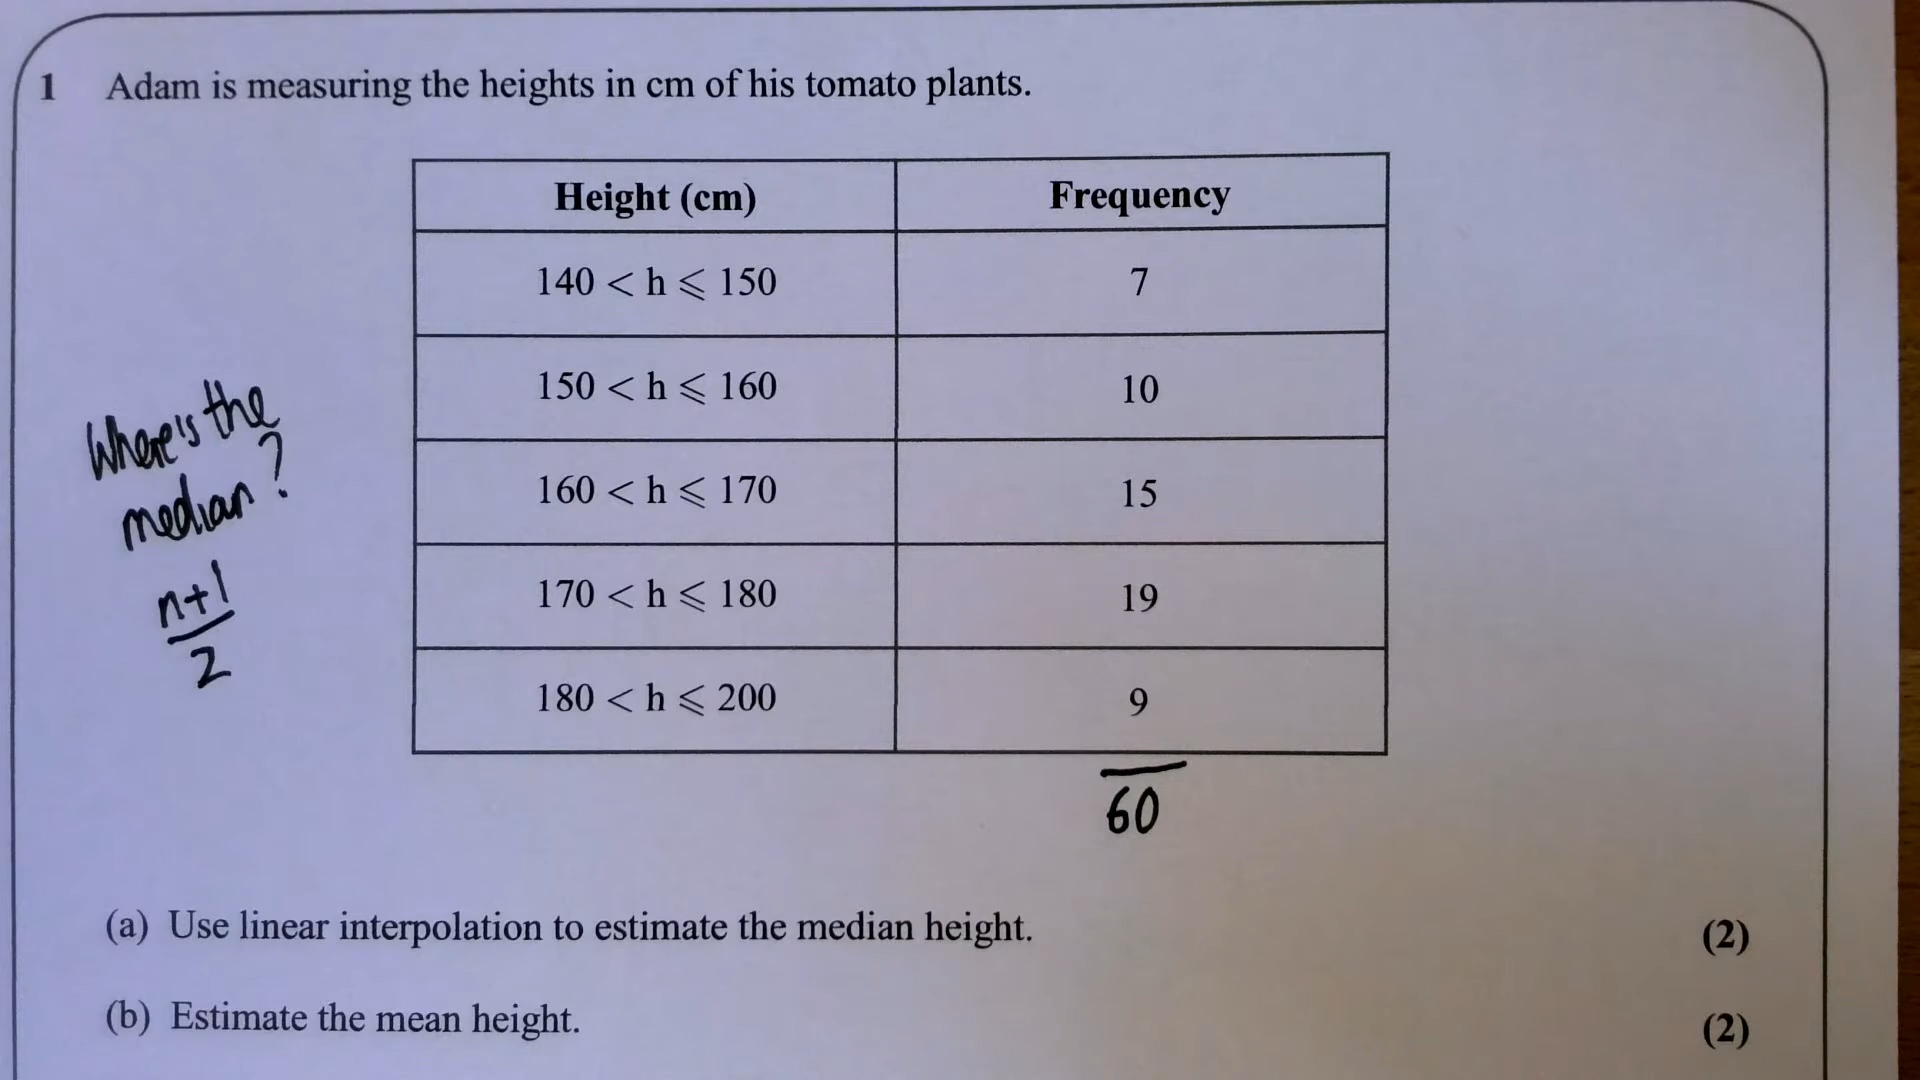 1 Adam is measuring the heights in cm of his tomato plants.
Height (cm) Frequency
140 < h ⩽ 150 7
150 < h ⩽ 160 10
160 < h ⩽ 170 15
170 < h ⩽ 180 19
180 < h ⩽ 200 9
60
Where's the
median?
n+1
2
(a) Use linear interpolation to estimate the median height. (2)
(b) Estimate the mean height. (2)